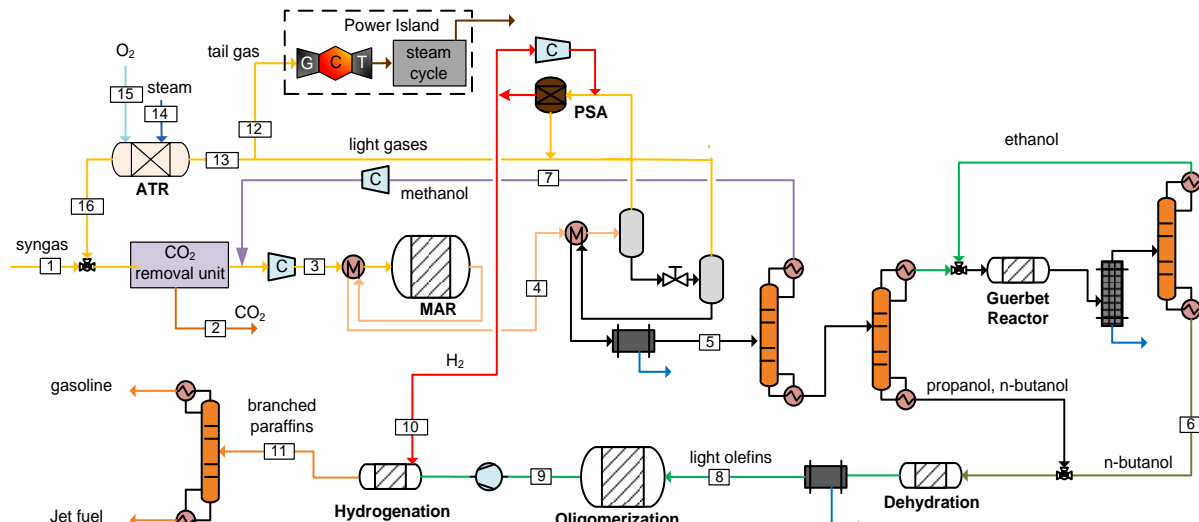 Power Island
tail gas
G C T
steam
cycle
C
O2
steam
15
14
PSA
12
ethanol
13
light gases
7
C
methanol
ATR
16
syngas
1
CO2
removal unit
C
3
M
M
4
MAR
2
CO2
Guerbet
Reactor
5
H2
propanol, n-butanol
gasoline
branched
paraffins
10
6
11
9
light olefins
8
n-butanol
Hydrogenation
Dehydration
Jet fuel
Oligomerization